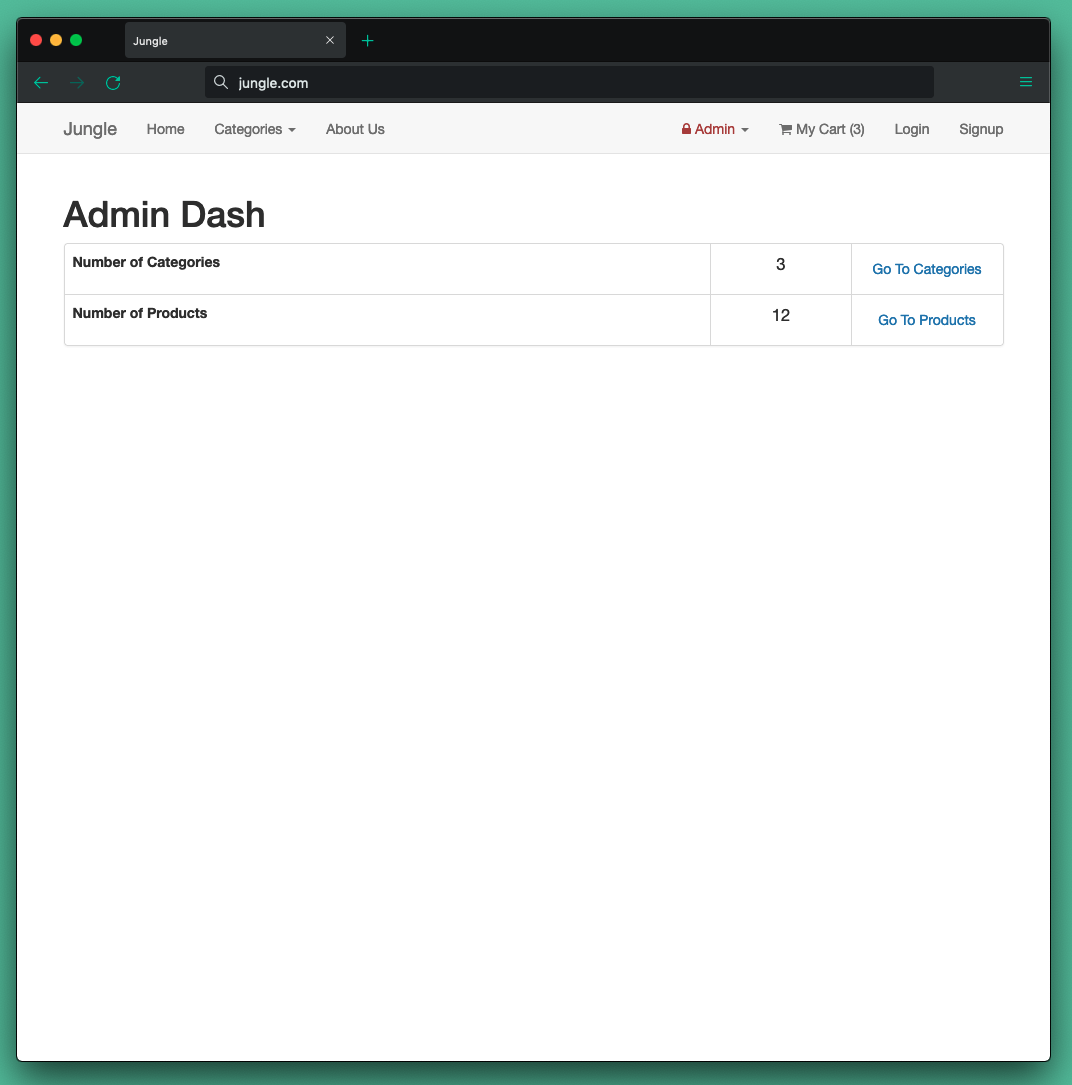 Jungle
jungle.com
Jungle Home Categories About Us Admin My Cart (3) Login Signup
Admin Dash
Number of Categories 3 Go To Categories
Number of Products 12 Go To Products